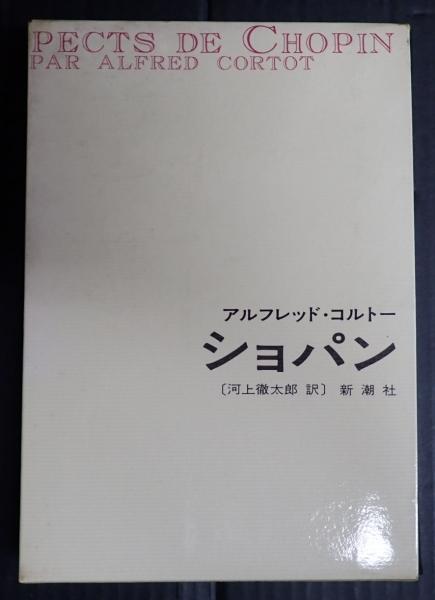 PECTS DE CHOPIN
PAR ALFRED CORTOT
アルフレッド・コルトー
ショパン
〔河上徹太郎 訳〕 新潮社